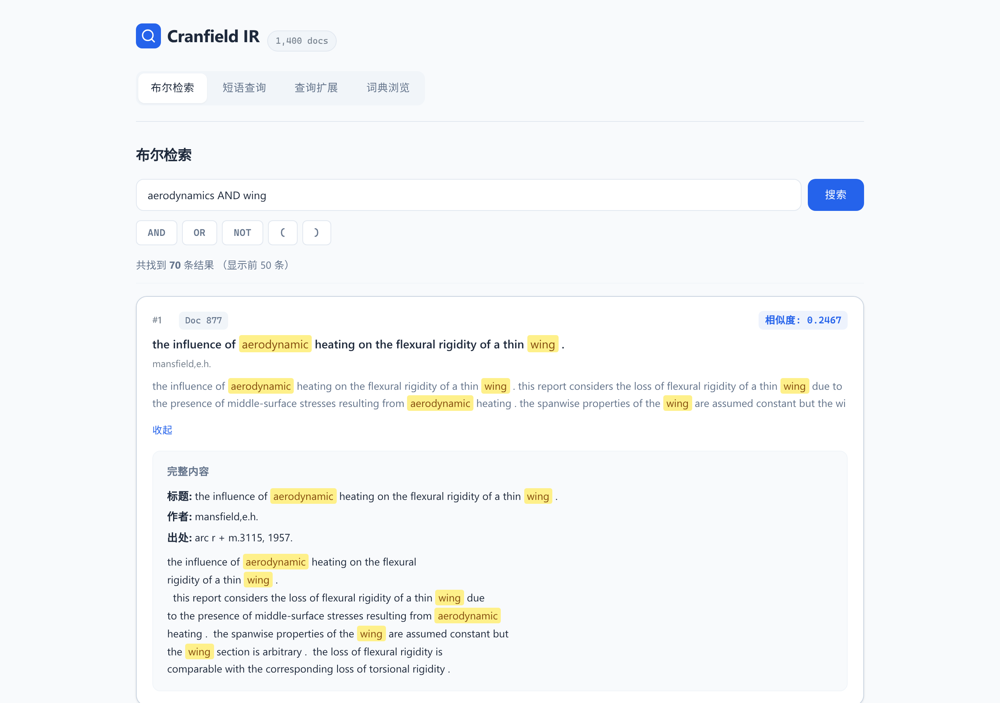 Cranfield IR 1,400 docs
布尔检索 短语查询 查询扩展 词典浏览
布尔检索
aerodynamics AND wing 搜索
AND OR NOT ( )
共找到 70 条结果 （显示前 50 条）
#1 Doc 877 相似度: 0.2467
the influence of aerodynamic heating on the flexural rigidity of a thin wing .
mansfield,e.h.
the influence of aerodynamic heating on the flexural rigidity of a thin wing . this report considers the loss of flexural rigidity of a thin wing due to
the presence of middle-surface stresses resulting from aerodynamic heating . the spanwise properties of the wing are assumed constant but the wi
收起
完整内容
标题: the influence of aerodynamic heating on the flexural rigidity of a thin wing .
作者: mansfield,e.h.
出处: arc r + m.3115, 1957.
the influence of aerodynamic heating on the flexural
rigidity of a thin wing .
this report considers the loss of flexural rigidity of a thin wing due
to the presence of middle-surface stresses resulting from aerodynamic
heating . the spanwise properties of the wing are assumed constant but
the wing section is arbitrary . the loss of flexural rigidity is
comparable with the corresponding loss of torsional rigidity .